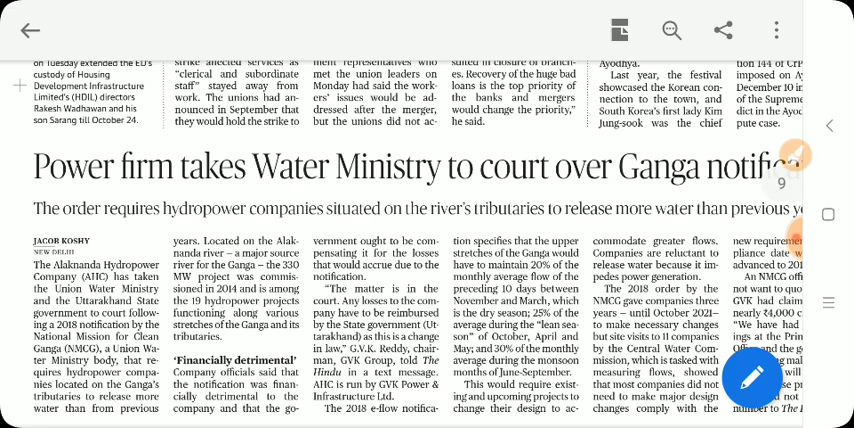 on Tuesday extended the ED's
custody of Housing
Development Infrastructure
Limited's (HDIL) directors
Rakesh Wadhawan and his
son Sarang till October 24.
strike affected services as
"clerical and subordinate
staff" stayed away from
work. The unions had an-
nounced in September that
they would hold the strike to
ment representatives who
met the union leaders on
Monday had said the work-
ers' issues would be ad-
dressed after the merger,
but the unions did not ac-
sulted in closure of branch-
es. Recovery of the huge bad
loans is the top priority of
the banks and mergers
would change the priority,"
he said.
Ayodhya.
Last year, the festival
showcased the Korean con-
nection to the town, and
South Korea's first lady Kim
Jung-sook was the chief
tion 144 of CrP
imposed on Ay
December 10 in
of the Supreme
dict in the Ayod
pute case.
Power firm takes Water Ministry to court over Ganga notifica
9
The order requires hydropower companies situated on the river's tributaries to release more water than previous y
JACOB KOSHY
NEW DELHI
The Alaknanda Hydropower
Company (AHC) has taken
the Union Water Ministry
and the Uttarakhand State
government to court follow-
ing a 2018 notification by the
National Mission for Clean
Ganga (NMCG), a Union Wa-
ter Ministry body, that re-
quires hydropower compa-
nies located on the Ganga's
tributaries to release more
water than from previous
years. Located on the Alak-
nanda river – a major source
river for the Ganga – the 330
MW project was commis-
sioned in 2014 and is among
the 19 hydropower projects
functioning along various
stretches of the Ganga and its
tributaries.
'Financially detrimental'
Company officials said that
the notification was finan-
cially detrimental to the
company and that the go-
vernment ought to be com-
pensating it for the losses
that would accrue due to the
notification.
"The matter is in the
court. Any losses to the com-
pany have to be reimbursed
by the State government (Ut-
tarakhand) as this is a change
in law," G.V.K. Reddy, chair-
man, GVK Group, told The
Hindu in a text message.
AHC is run by GVK Power &
Infrastructure Ltd.
The 2018 e-flow notifica-
tion specifies that the upper
stretches of the Ganga would
have to maintain 20% of the
monthly average flow of the
preceding 10 days between
November and March, which
is the dry season; 25% of the
average during the "lean sea-
son" of October, April and
May; and 30% of the monthly
average during the monsoon
months of June-September.
This would require exist-
ing and upcoming projects to
change their design to ac-
commodate greater flows.
Companies are reluctant to
release water because it im-
pedes power generation.
The 2018 order by the
NMCG gave companies three
years – until October 2021–
to make necessary changes
but site visits to 11 companies
by the Central Water Com-
mission, which is tasked with
measuring flows, showed
that most companies did not
need to make major design
changes comply with the
new requiremen
pliance date w
advanced to 201
An NMCG offi
not want to quo
GVK had claim
nearly ₹4,000 c
"We have had
ings at the Prin
Office and the g
will
se pr
not
number to The H